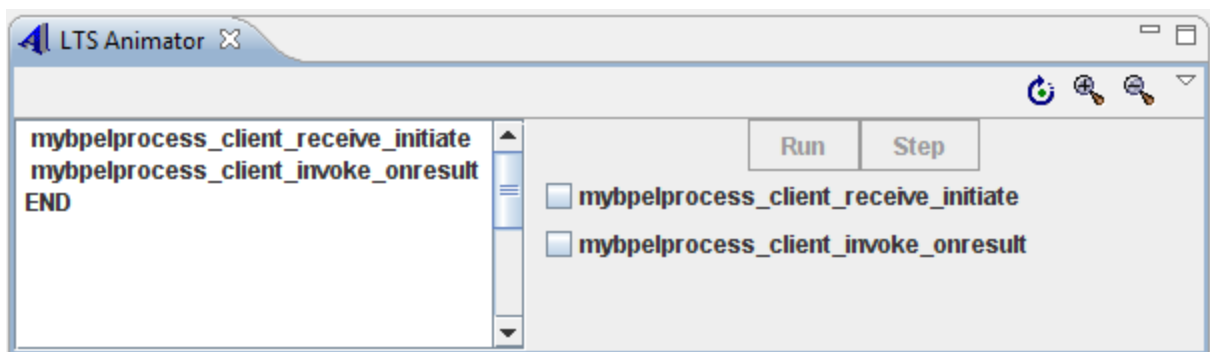 LTS Animator
mybpelprocess_client_receive_initiate
mybpelprocess_client_invoke_onresult
END
Run Step
mybpelprocess_client_receive_initiate
mybpelprocess_client_invoke_onresult